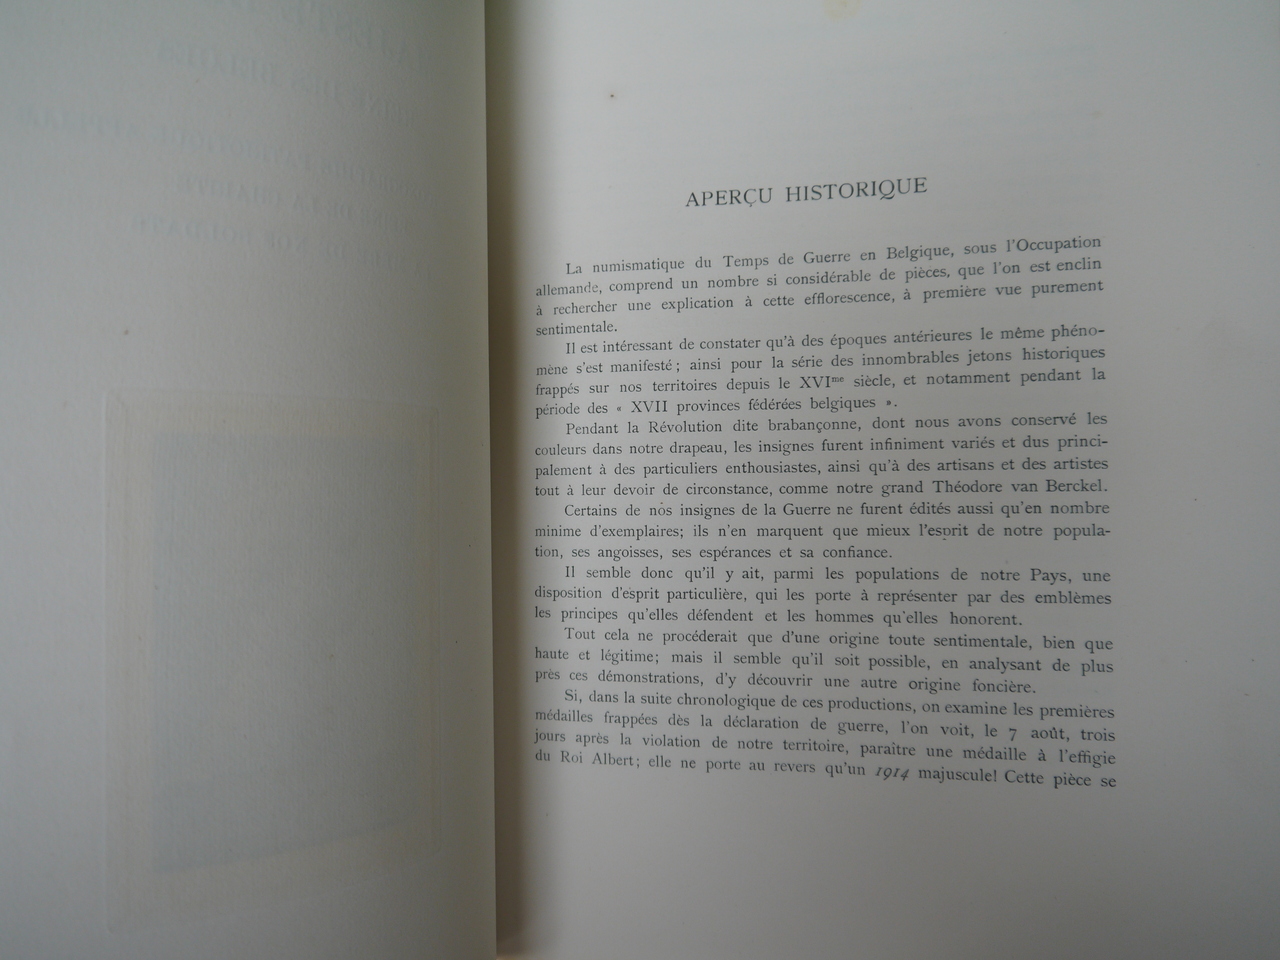 APERÇU HISTORIQUE
La numismatique du Temps de Guerre en Belgique, sous l'Occupation
allemande, comprend un nombre si considérable de pièces, que l'on est enclin
à rechercher une explication à cette efflorescence, à première vue purement
sentimentale.
Il est intéressant de constater qu'à des époques antérieures le même phéno-
mène s'est manifesté ; ainsi pour la série des innombrables jetons historiques
frappés sur nos territoires depuis le XVIme siècle, et notamment pendant la
période des « XVII provinces fédérées belgiques ».
Pendant la Révolution dite brabançonne, dont nous avons conservé les
couleurs dans notre drapeau, les insignes furent infiniment variés et dus princi-
palement à des particuliers enthousiastes, ainsi qu'à des artisans et des artistes
tout à leur devoir de circonstance, comme notre grand Théodore van Berckel.
Certains de nos insignes de la Guerre ne furent édités aussi qu'en nombre
minime d'exemplaires; ils n'en marquent que mieux l'esprit de notre popula-
tion, ses angoisses, ses espérances et sa confiance.
Il semble donc qu'il y ait, parmi les populations de notre Pays, une
disposition d'esprit particulière, qui les porte à représenter par des emblèmes
les principes qu'elles défendent et les hommes qu'elles honorent.
Tout cela ne procéderait que d'une origine toute sentimentale, bien que
haute et légitime; mais il semble qu'il soit possible, en analysant de plus
près ces démonstrations, d'y découvrir une autre origine foncière.
Si, dans la suite chronologique de ces productions, on examine les premières
médailles frappées dès la déclaration de guerre, l'on voit, le 7 août, trois
jours après la violation de notre territoire, paraître une médaille à l'effigie
du Roi Albert; elle ne porte au revers qu'un 1914 majuscule! Cette pièce se